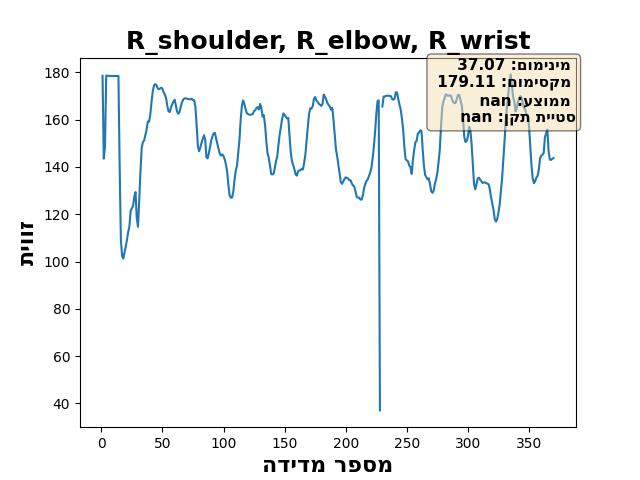 R_shoulder, R_elbow, R_wrist
מינימום: 37.07
מקסימום: 179.11
ממוצע: nan
סטיית תקן: nan
זווית
180
160
140
120
100
80
60
40
0 50 100 150 200 250 300 350
מספר מדידה